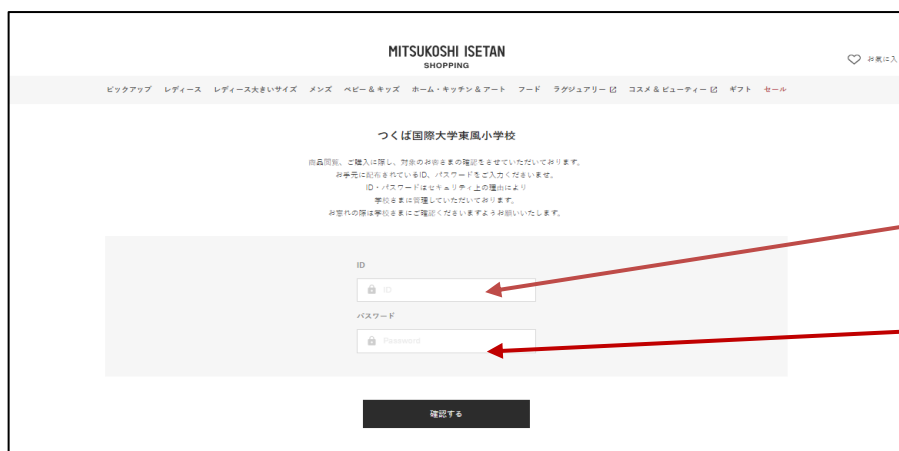 MITSUKOSHI ISETAN
SHOPPING
お気に入
ピックアップ レディース レディース大きいサイズ メンズ ベビー＆キッズ ホーム・キッチン＆アート フード ラグジュアリー コスメ＆ビューティー ギフト セール
つくば国際大学東風小学校
商品閲覧、ご購入に際し、対象のお客さまの確認をさせていただいております。
お手元に配布されているID、パスワードをご入力くださいませ。
ID・パスワードはセキュリティ上の理由により
学校さまに管理していただいております。
お忘れの際は学校さまにご確認くださいますようお願いいたします。
ID
ID
パスワード
Password
確認する